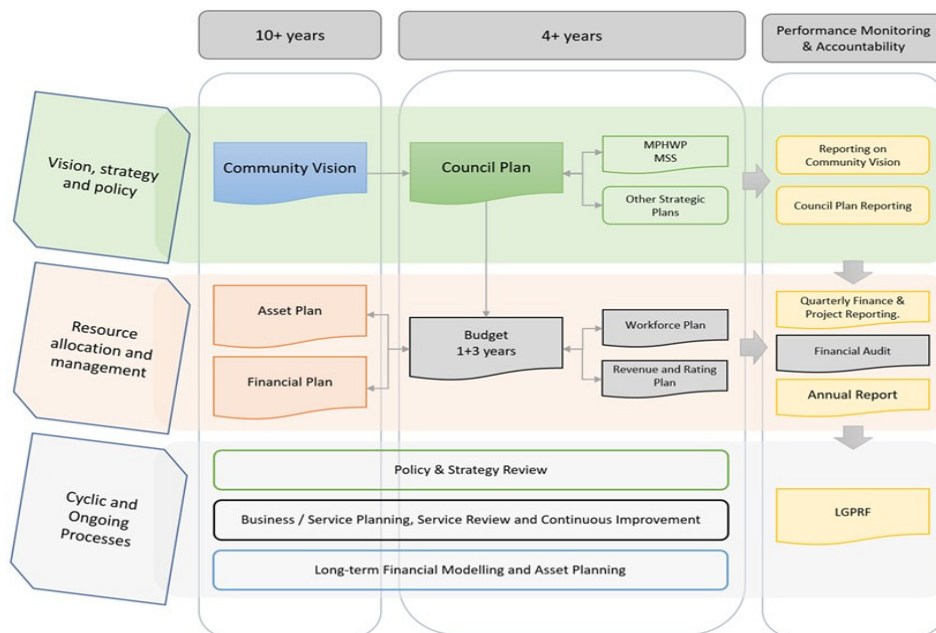 10+ years
4+ years
Performance Monitoring
& Accountability
Vision, strategy
and policy
Community Vision
Council Plan
MPHWP
MSS
Other Strategic
Plans
Reporting on
Community Vision
Council Plan Reporting
Resource
allocation and
management
Asset Plan
Financial Plan
Budget
1+3 years
Workforce Plan
Revenue and Rating
Plan
Quarterly Finance &
Project Reporting.
Financial Audit
Annual Report
Cyclic and
Ongoing
Processes
Policy & Strategy Review
Business / Service Planning, Service Review and Continuous Improvement
Long-term Financial Modelling and Asset Planning
LGPRF